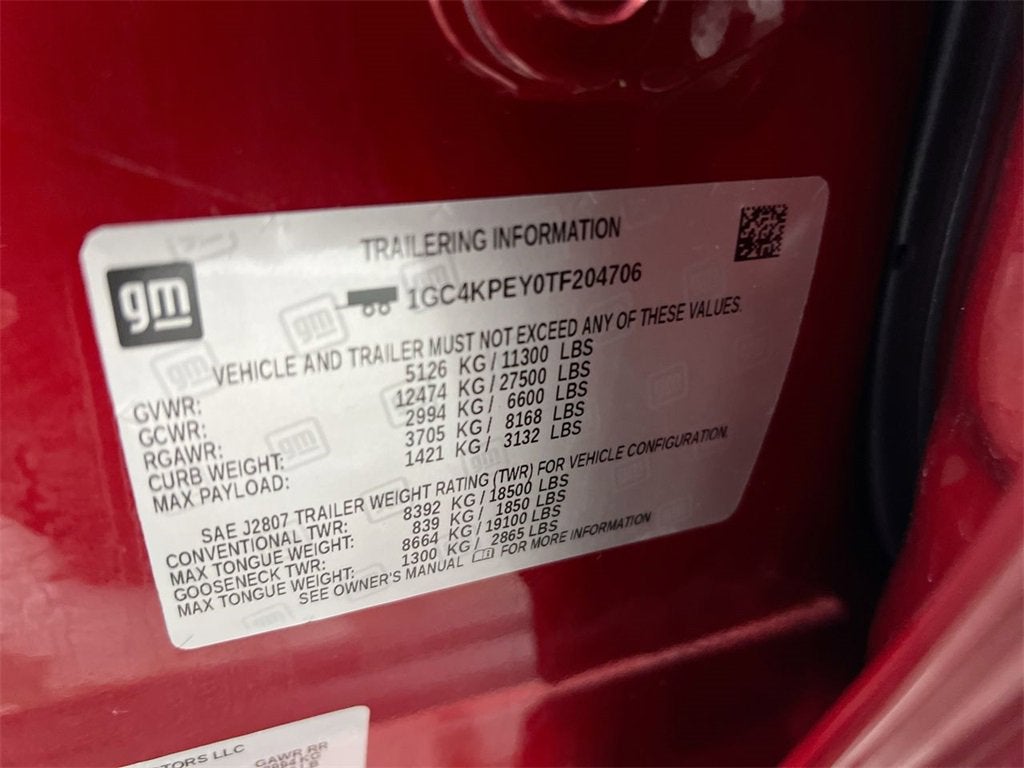 TRAILERING INFORMATION
gm
1GC4KPEY0TF204706
VEHICLE AND TRAILER MUST NOT EXCEED ANY OF THESE VALUES.
GVWR: 5126 KG / 11300 LBS
GCWR: 12474 KG / 27500 LBS
RGAWR: 2994 KG / 6600 LBS
CURB WEIGHT: 3705 KG / 8168 LBS
MAX PAYLOAD: 1421 KG / 3132 LBS
SAE J2807 TRAILER WEIGHT RATING (TWR) FOR VEHICLE CONFIGURATION.
CONVENTIONAL TWR: 8392 KG / 18500 LBS
MAX TONGUE WEIGHT: 839 KG / 1850 LBS
GOOSENECK TWR: 8664 KG / 19100 LBS
MAX TONGUE WEIGHT: 1300 KG / 2865 LBS
SEE OWNER'S MANUAL FOR MORE INFORMATION
TORS LLC
GAWR RR